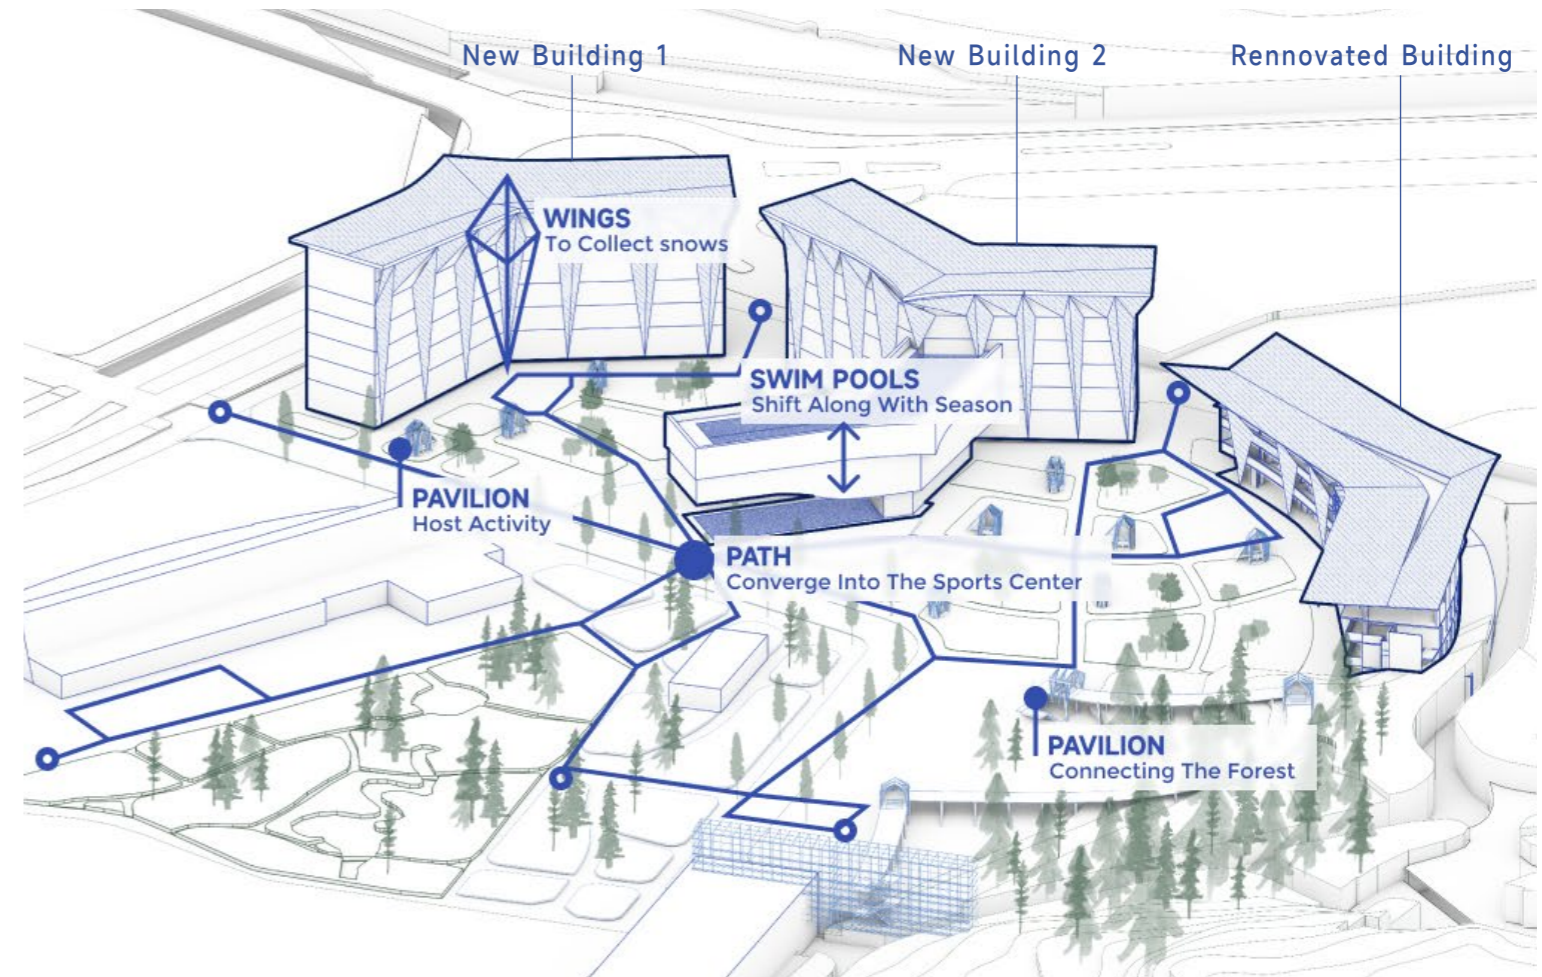 New Building 1
New Building 2
Rennovated Building
WINGS
To Collect snows
SWIM POOLS
Shift Along With Season
PAVILION
Host Activity
PATH
Converge Into The Sports Center
PAVILION
Connecting The Forest